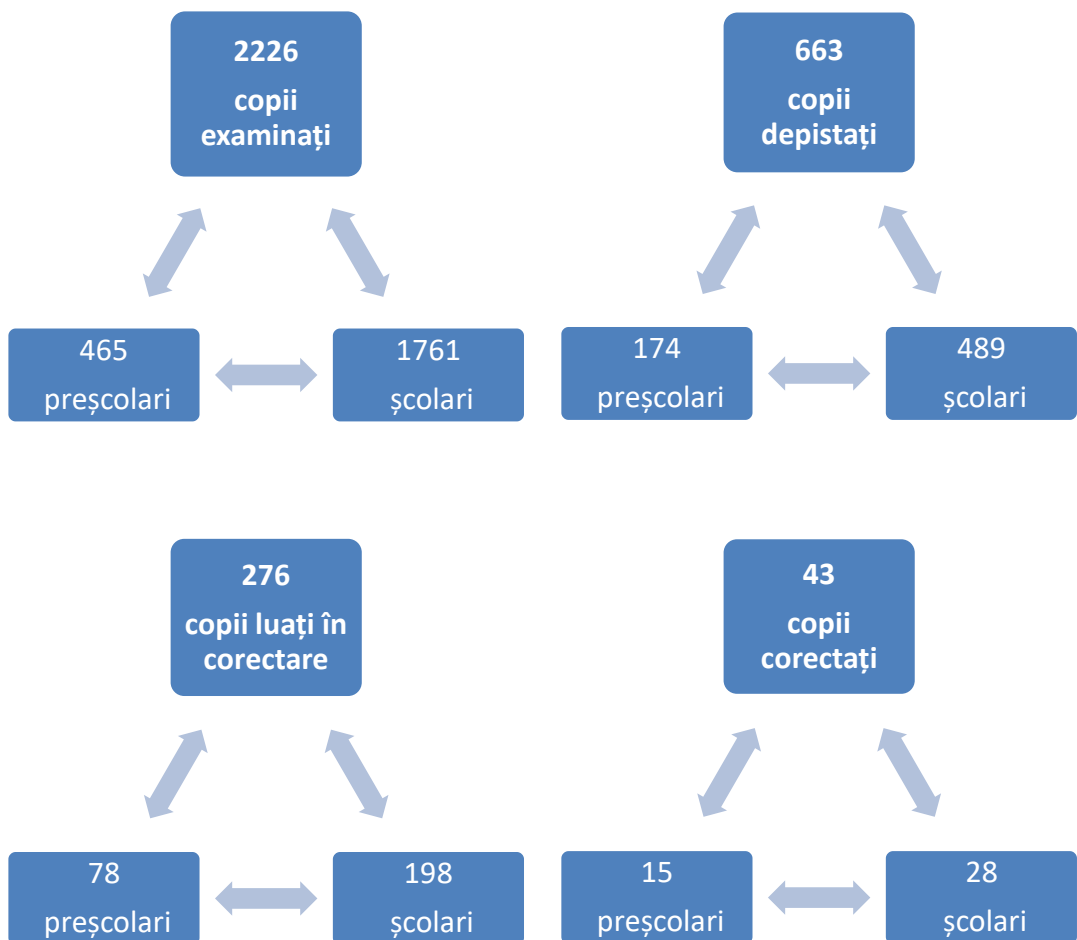 2226
copii
examinați
465
preșcolari
1761
școlari
663
copii
depistați
174
preșcolari
489
școlari
276
copii luați în
corectare
78
preșcolari
198
școlari
43
copii
corectați
15
preșcolari
28
școlari